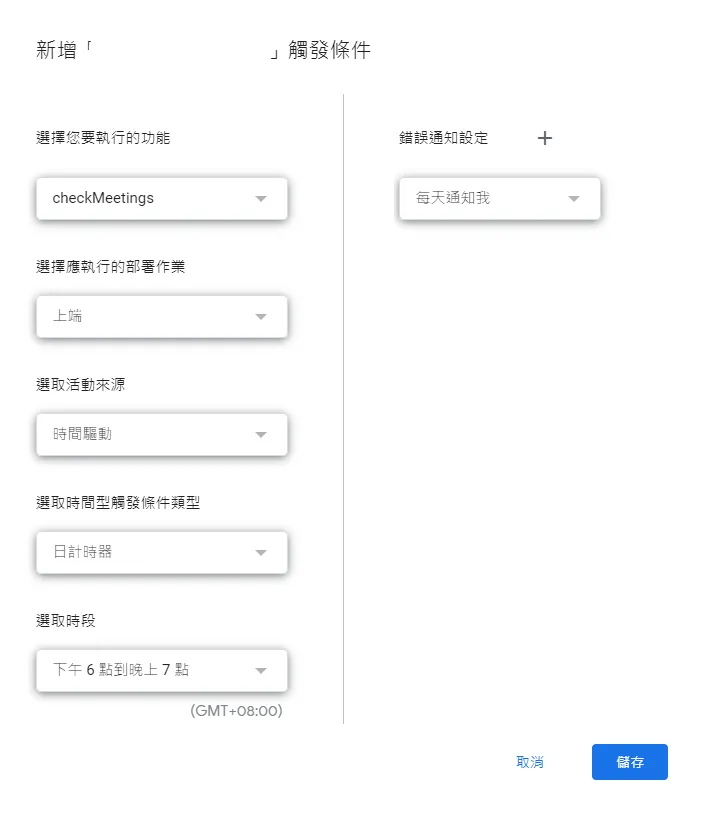 新增「 」觸發條件
選擇您要執行的功能
checkMeetings
選擇應執行的部署作業
上端
選取活動來源
時間驅動
選取時間型觸發條件類型
日計時器
選取時段
下午 6 點到晚上 7 點
(GMT+08:00)
錯誤通知設定 +
每天通知我
取消
儲存